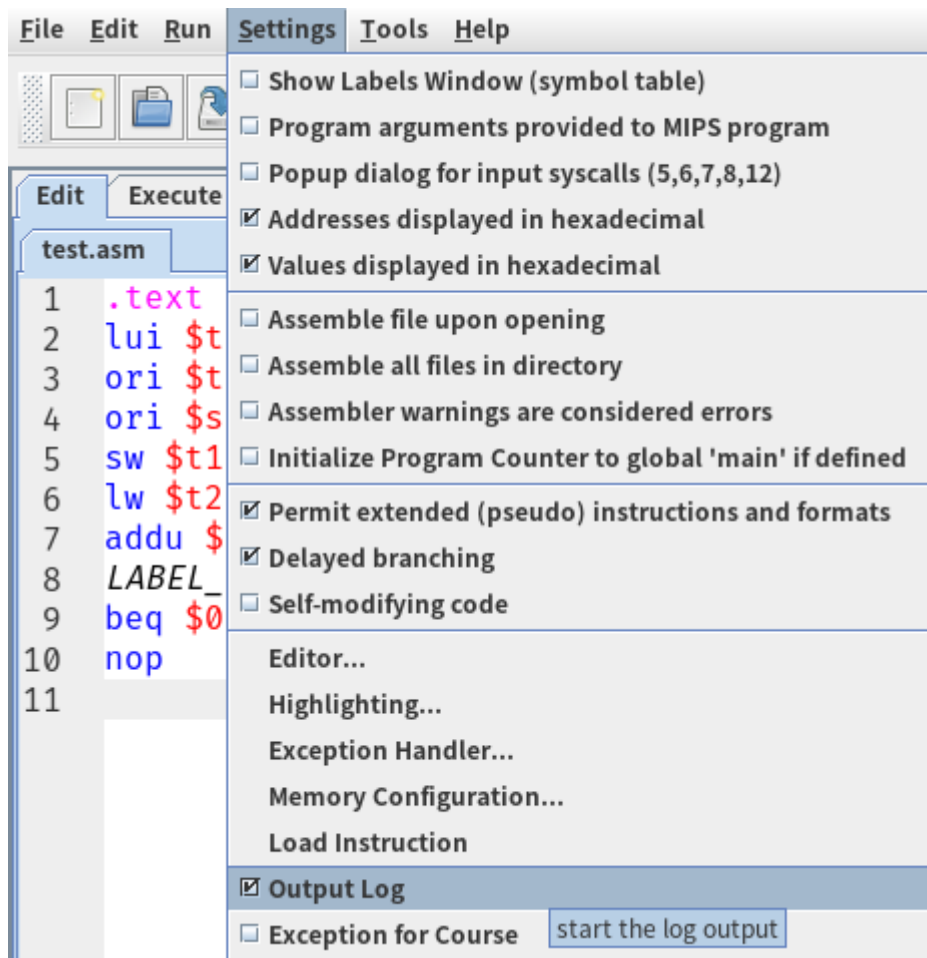 File Edit Run Settings Tools Help
Show Labels Window (symbol table)
Program arguments provided to MIPS program
Popup dialog for input syscalls (5,6,7,8,12)
Addresses displayed in hexadecimal
Values displayed in hexadecimal
Assemble file upon opening
Assemble all files in directory
Assembler warnings are considered errors
Initialize Program Counter to global 'main' if defined
Permit extended (pseudo) instructions and formats
Delayed branching
Self-modifying code
Editor...
Highlighting...
Exception Handler...
Memory Configuration...
Load Instruction
Output Log
Exception for Course
start the log output
Edit Execute
test.asm
1 .text
2 lui $t
3 ori $t
4 ori $s
5 sw $t1
6 lw $t2
7 addu $
8 LABEL_
9 beq $0
10 nop
11